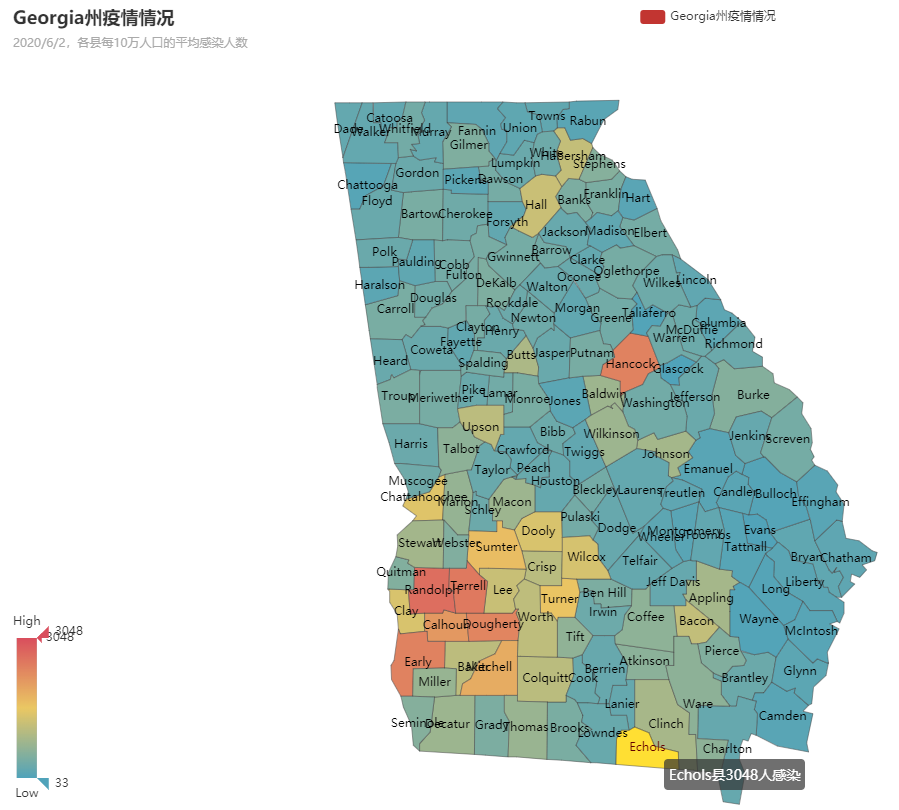 Georgia州疫情情况
Georgia州疫情情况
2020/6/2，各县每10万人口的平均感染人数
Towns
Catoosa
Rabun
Dade
Walker
Whitfield
Murray
Fannin
Union
Gilmer
White
Habersham
Lumpkin
Stephens
Gordon
Pickens
Dawson
Chattooga
Franklin
Hart
Floyd
Hall
Banks
Bartow
Cherokee
Forsyth
Jackson
Madison
Elbert
Polk
Barrow
Paulding
Cobb
Gwinnett
Clarke
Fulton
Oconee
Oglethorpe
Haralson
DeKalb
Walton
Wilkes
Lincoln
Douglas
Rockdale
Carroll
Newton
Morgan
Greene
Taliaferro
Columbia
Clayton
Henry
McDuffie
Fayette
Warren
Richmond
Coweta
Butts
Jasper
Putnam
Heard
Spalding
Hancock
Glascock
Troup
Meriwether
Pike
Lamar
Monroe
Jones
Baldwin
Washington
Jefferson
Burke
Upson
Bibb
Wilkinson
Jenkins
Screven
Harris
Talbot
Crawford
Twiggs
Johnson
Taylor
Peach
Emanuel
Muscogee
Houston
Chattahoochee
Marion
Schley
Macon
Bleckley
Laurens
Treutlen
Candler
Bulloch
Effingham
Pulaski
Dooly
Dodge
Wheeler
Montgomery
Toombs
Evans
Stewart
Webster
Sumter
Tattnall
Wilcox
Telfair
Bryan
Chatham
Quitman
Crisp
Randolph
Terrell
Lee
Turner
Ben Hill
Jeff Davis
Appling
Long
Liberty
Clay
Calhoun
Dougherty
Worth
Irwin
Coffee
Bacon
Wayne
McIntosh
Tift
Early
Baker
Mitchell
Berrien
Atkinson
Pierce
Miller
Colquitt
Cook
Brantley
Glynn
Lanier
Ware
Camden
Seminole
Decatur
Grady
Thomas
Brooks
Lowndes
Clinch
Echols
Charlton
Echols县3048人感染
High
3048
3048
33
Low